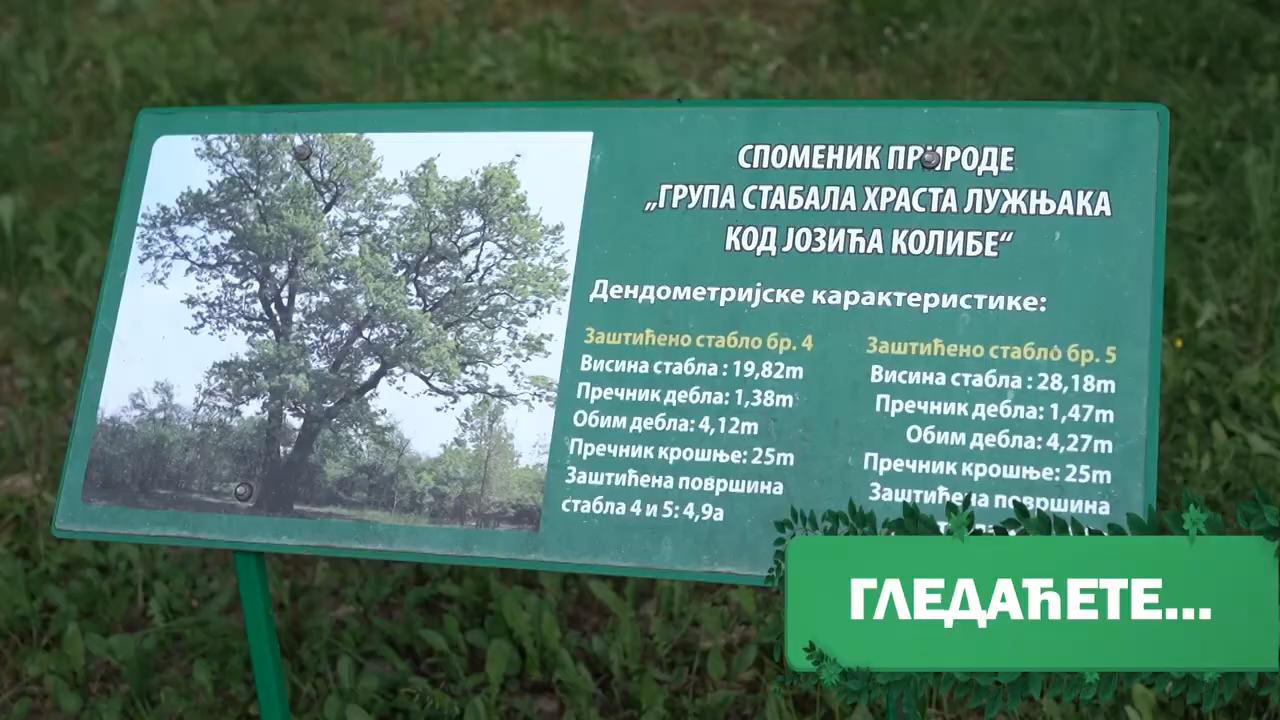 СПОМЕНИК ПРИРОДЕ
„ГРУПА СТАБАЛА ХРАСТА ЛУЖЊАКА
КОД ЈОЗИЋА КОЛИБЕ“
Дендометријске карактеристике:
Заштићено стабло бр. 4
Висина стабла : 19,82m
Пречник дебла: 1,38m
Обим дебла: 4,12m
Пречник крошње: 25m
Заштићена површина
стабла 4 и 5: 4,9a
Заштићено стабло бр. 5
Висина стабла : 28,18m
Пречник дебла: 1,47m
Обим дебла: 4,27m
Пречник крошње: 25m
Заштићена површина
ГЛЕДАЋЕТЕ...